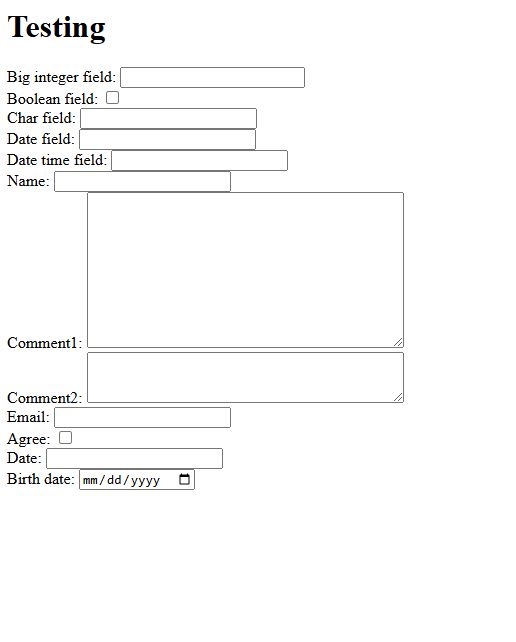 Testing
Big integer field:
Boolean field:
Char field:
Date field:
Date time field:
Name:
Comment1:
Comment2:
Email:
Agree:
Date:
Birth date: mm/dd/yyyy